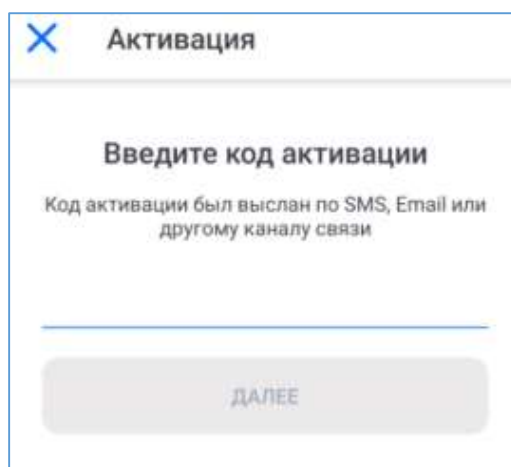 Активация
Введите код активации
Код активации был выслан по SMS, Email или
другому каналу связи
ДАЛЕЕ